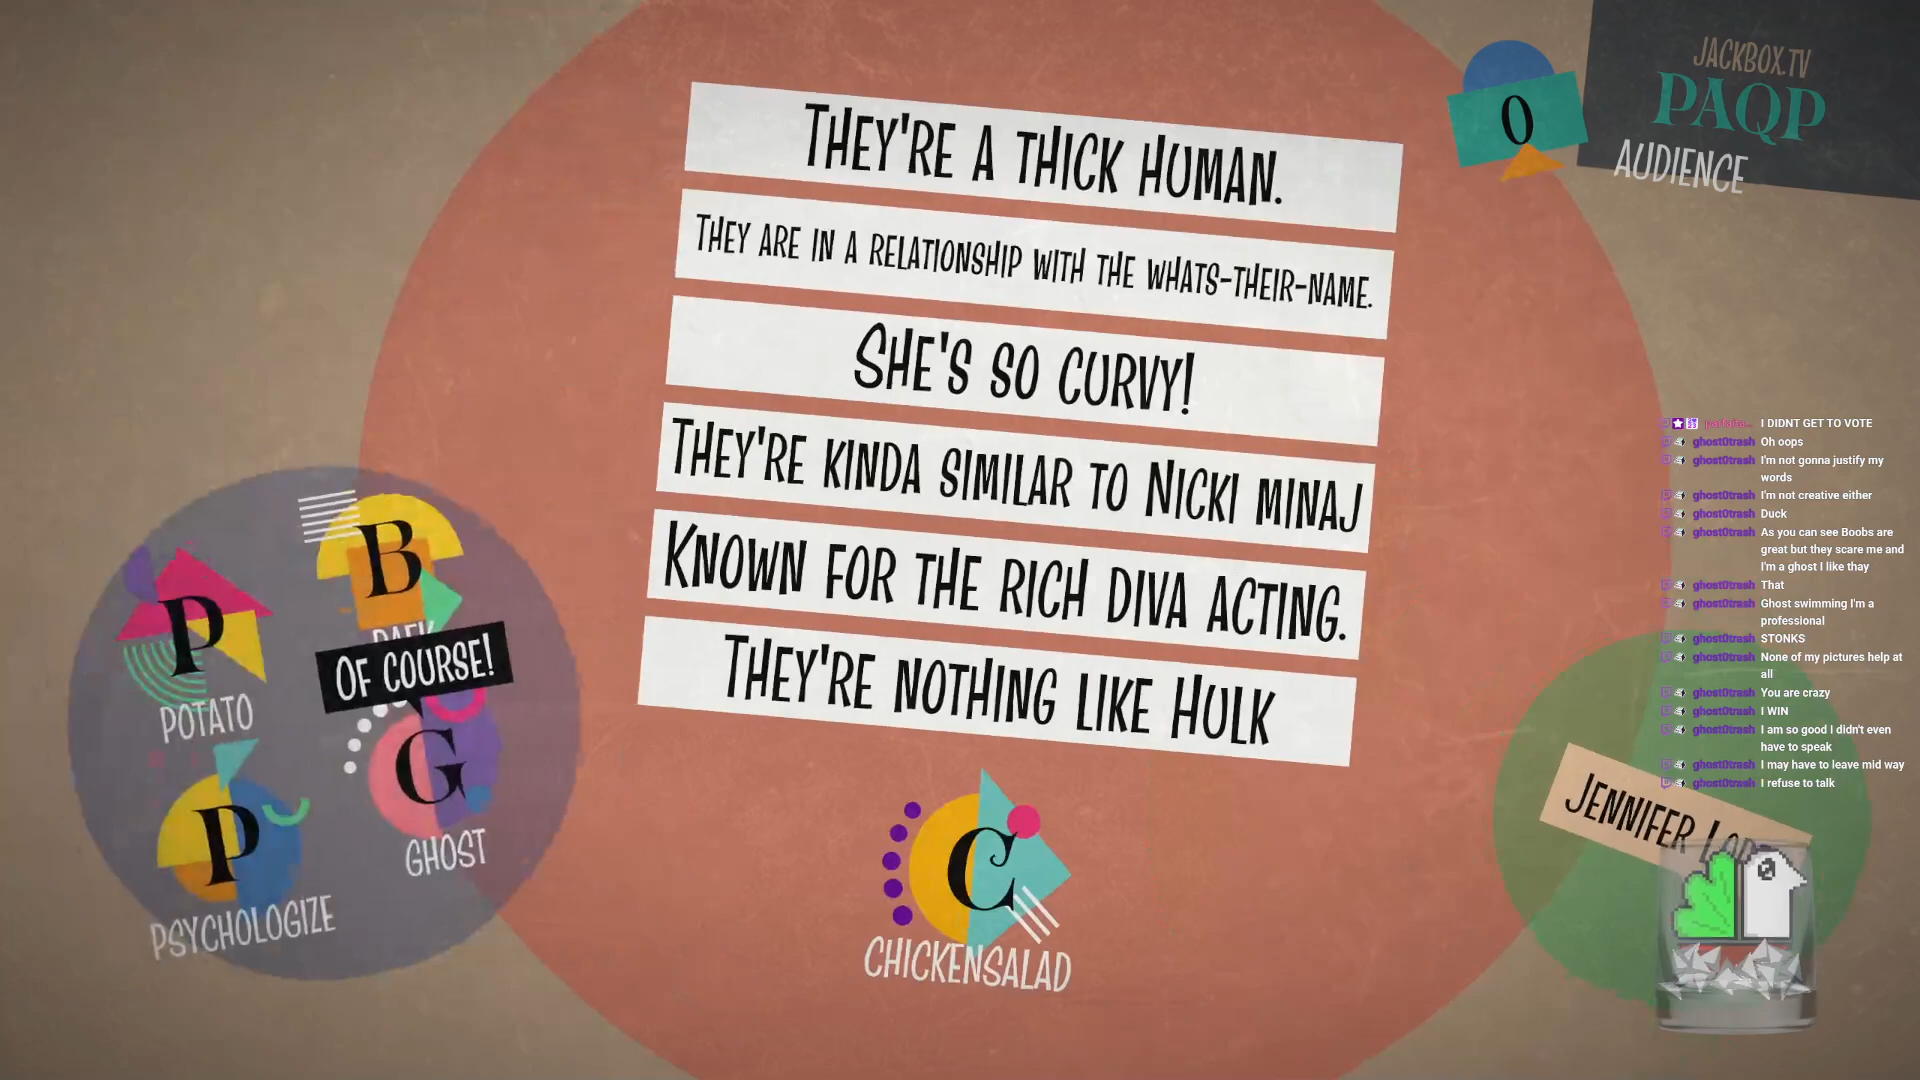 They're a thick human.
They are in a relationship with the whats-their-name.
She's so curvy!
They're kinda similar to Nicki minaj
Known for the rich diva acting.
They're nothing like Hulk
JACKBOX.TV
PAQP
AUDIENCE
0
P
POTATO
B
OF COURSE!
G
GHOST
P
PSYCHOLOGIZE
C
CHICKENSALAD
Jennifer
I DIDNT GET TO VOTE
ghost0trash Oh oops
ghost0trash I'm not gonna justify my
words
ghost0trash I'm not creative either
ghost0trash Duck
ghost0trash As you can see Boobs are
great but they scare me and
I'm a ghost I like thay
ghost0trash That
ghost0trash Ghost swimming I'm a
professional
ghost0trash STONKS
ghost0trash None of my pictures help at
all
ghost0trash You are crazy
ghost0trash I WIN
ghost0trash I am so good I didn't even
have to speak
ghost0trash I may have to leave mid way
ghost0trash I refuse to talk